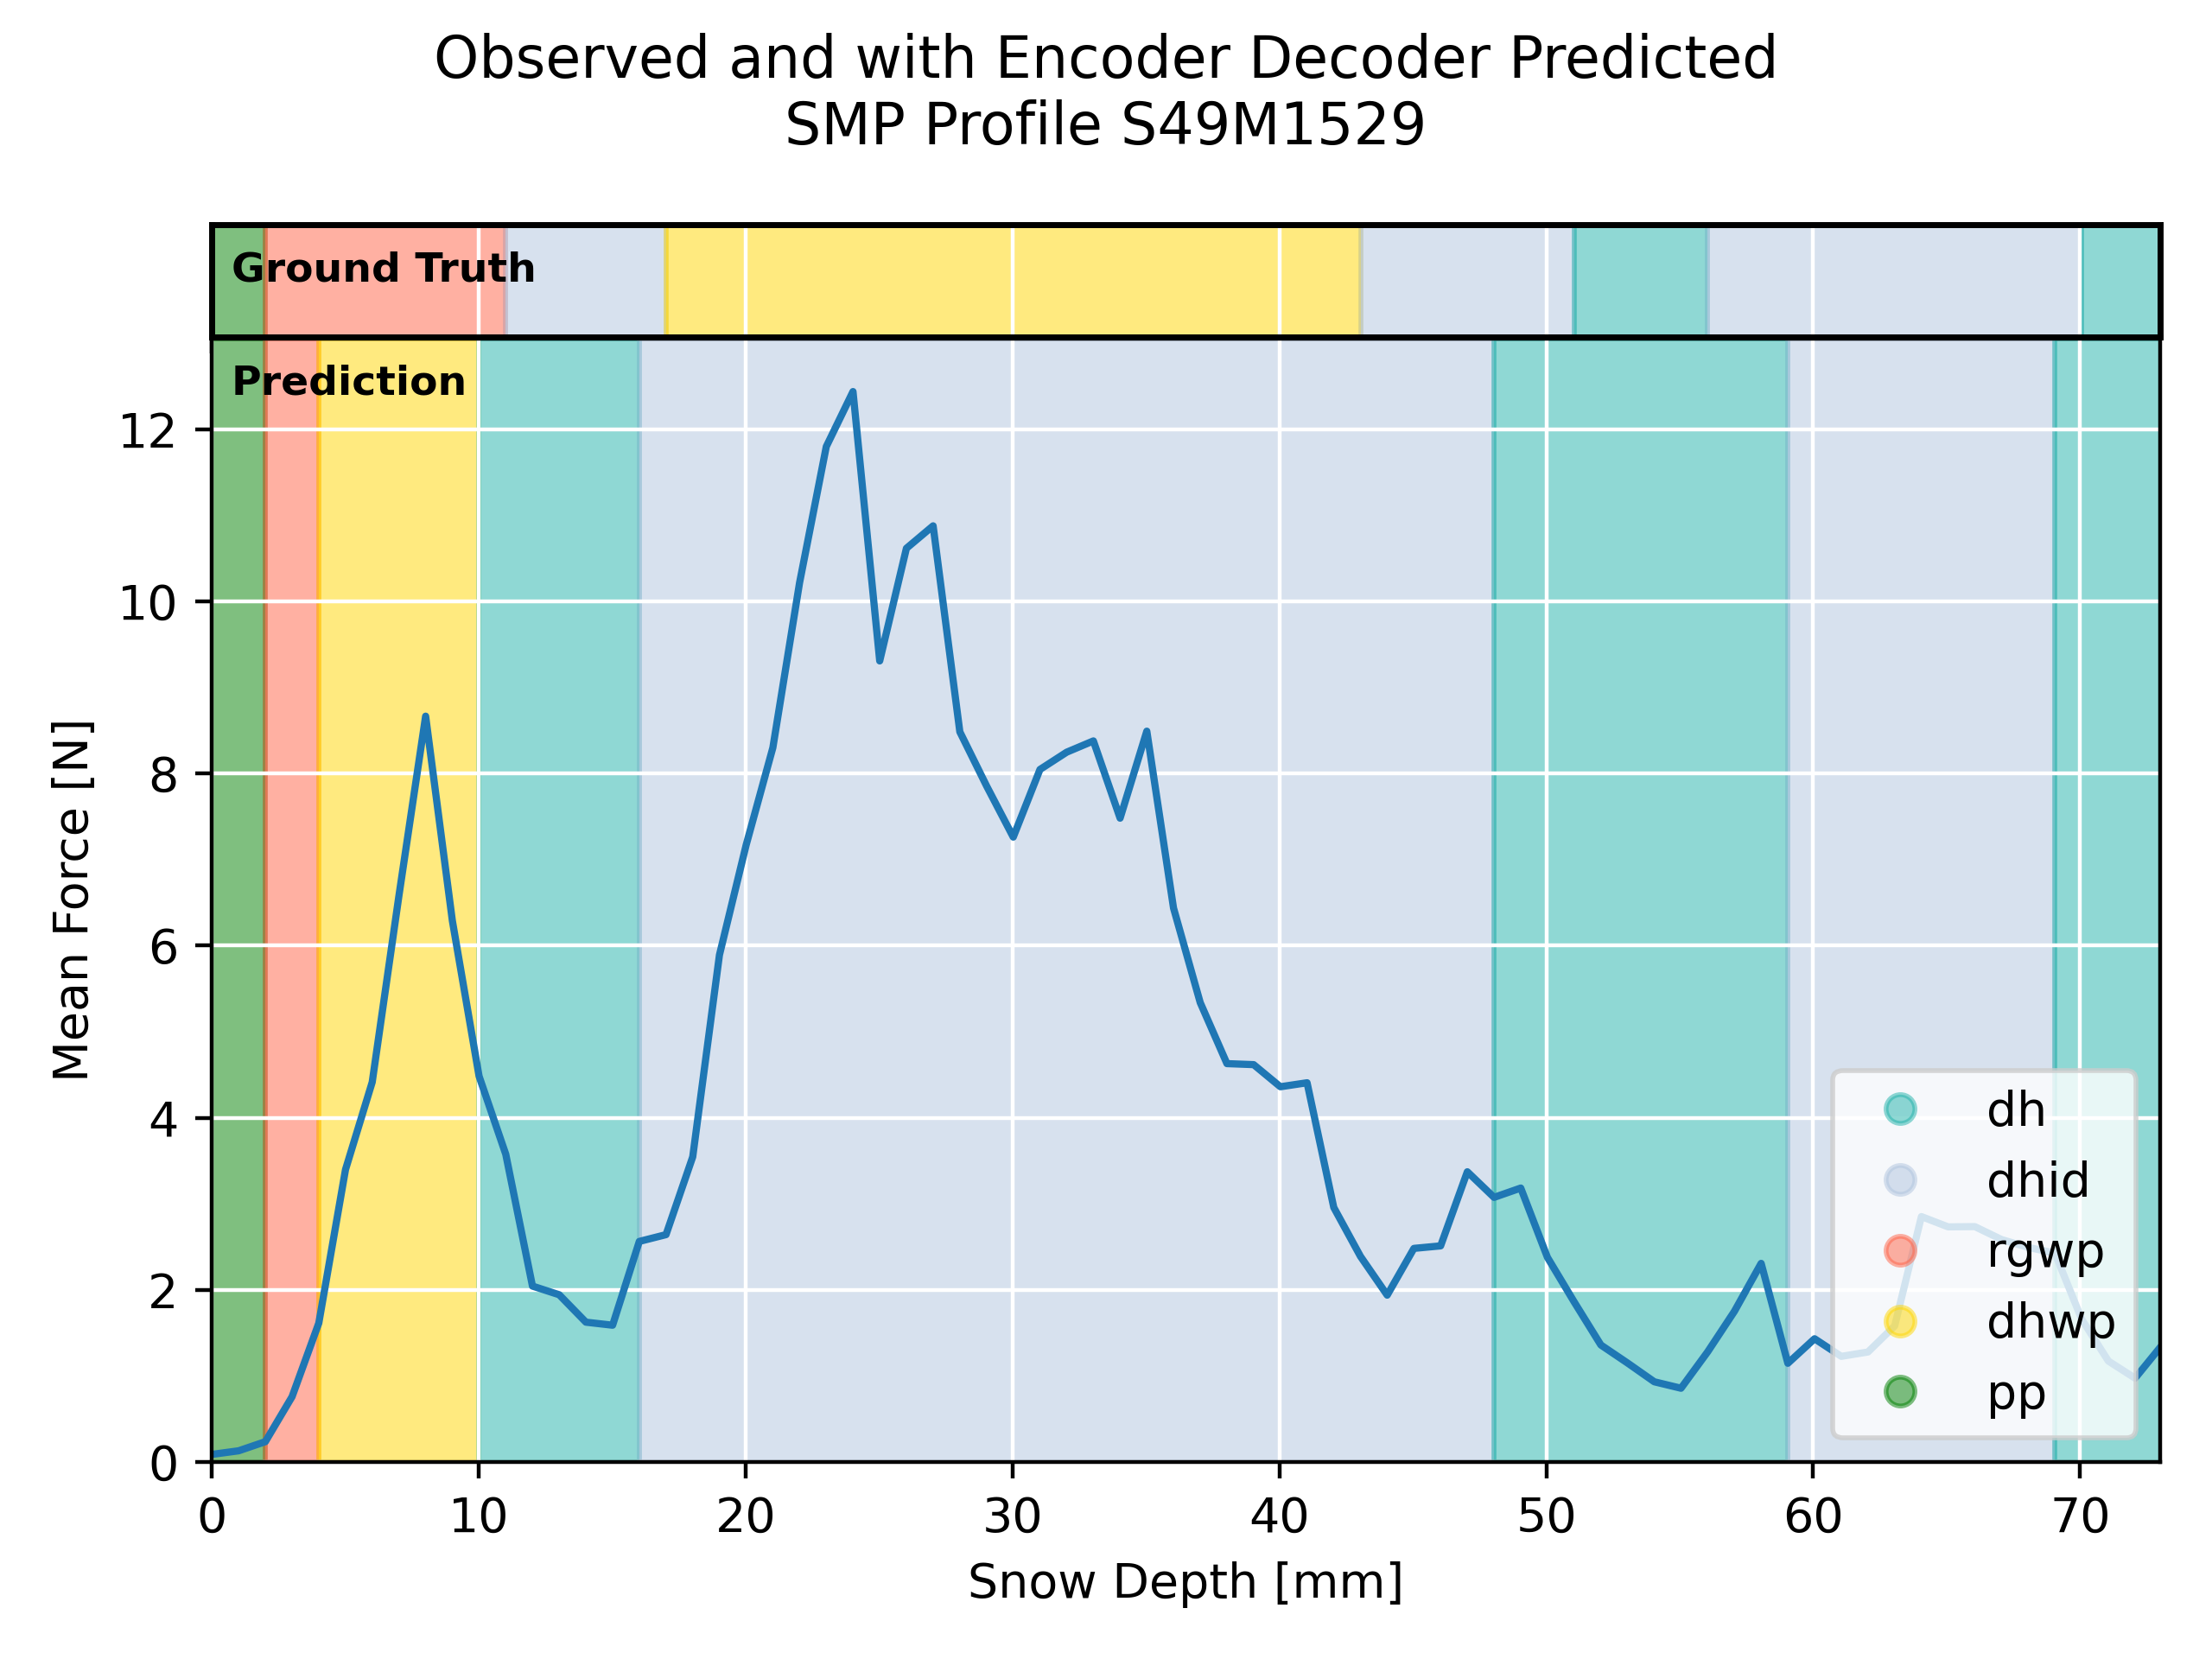 Observed and with Encoder Decoder Predicted
SMP Profile S49M1529
Ground Truth
Prediction
12
10
8
6
4
2
0
Mean Force [N]
dh
dhid
rgwp
dhwp
pp
0 10 20 30 40 50 60 70
Snow Depth [mm]